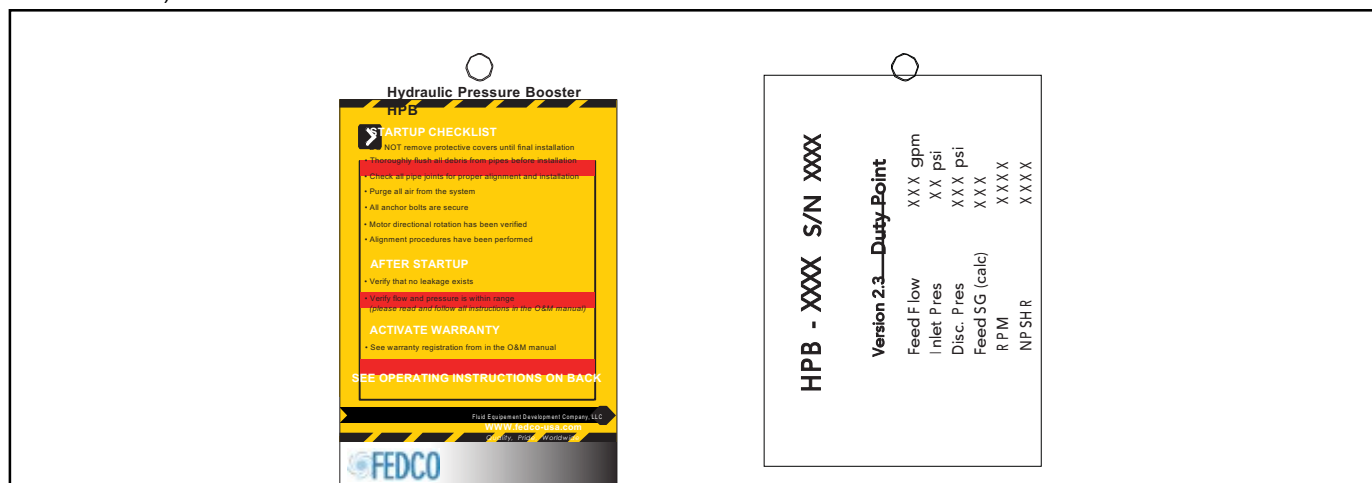 Hydraulic Pressure Booster
HPB
STARTUP CHECKLIST
NOT remove protective covers until final installation
• Thoroughly flush all debris from pipes before installation
• Check all pipe joints for proper alignment and installation
• Purge all air from the system
• All anchor bolts are secure
• Motor directional rotation has been verified
• Alignment procedures have been performed
AFTER STARTUP
• Verify that no leakage exists
• Verify flow and pressure is within range
(please read and follow all instructions in the O&M manual)
ACTIVATE WARRANTY
• See warranty registration from in the O&M manual
SEE OPERATING INSTRUCTIONS ON BACK
Fluid Equipement Development Company, LLC
WWW.fedco-usa.com
Quality, Pride, Worldwide
FEDCO
HPB - XXXX S/N XXXX
Version 2.3 Duty Point
Feed Flow XXX gpm
Inlet Pres XX psi
Disc. Pres XXX psi
Feed SG (calc) XXX
RPM XXXX
NPSHR XXXX